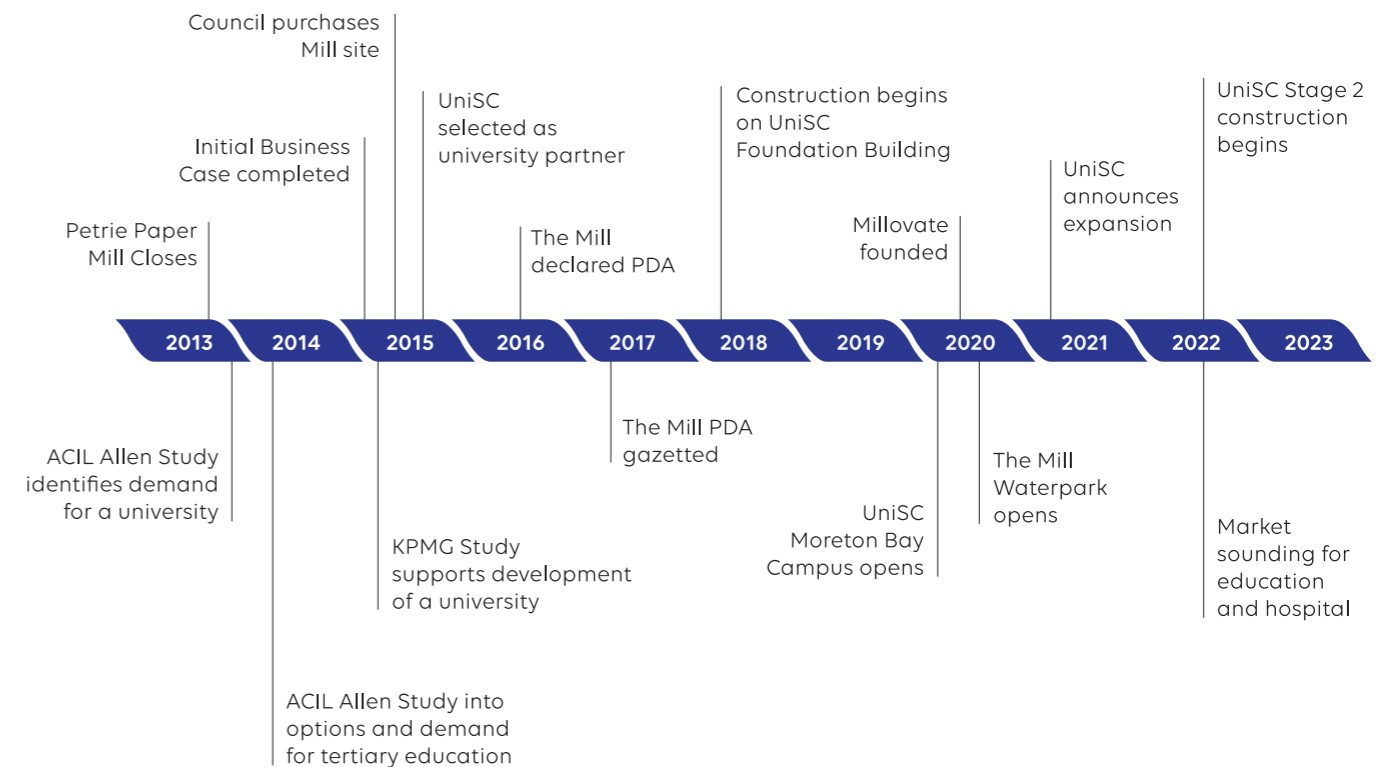 Council purchases
Mill site
UniSC
selected as
university partner
Initial Business
Case completed
Petrie Paper
Mill Closes
The Mill
declared PDA
Construction begins
on UniSC
Foundation Building
Millovate
founded
UniSC
announces
expansion
UniSC Stage 2
construction
begins
2013 2014 2015 2016 2017 2018 2019 2020 2021 2022 2023
ACIL Allen Study
identifies demand
for a university
ACIL Allen Study into
options and demand
for tertiary education
KPMG Study
supports development
of a university
The Mill PDA
gazetted
UniSC
Moreton Bay
Campus opens
The Mill
Waterpark
opens
Market
sounding for
education
and hospital